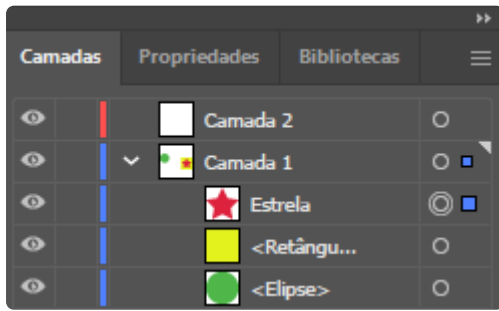 Camadas Propriedades Bibliotecas
Camada 2
Camada 1
Estrela
<Retângu...
<Elipse>